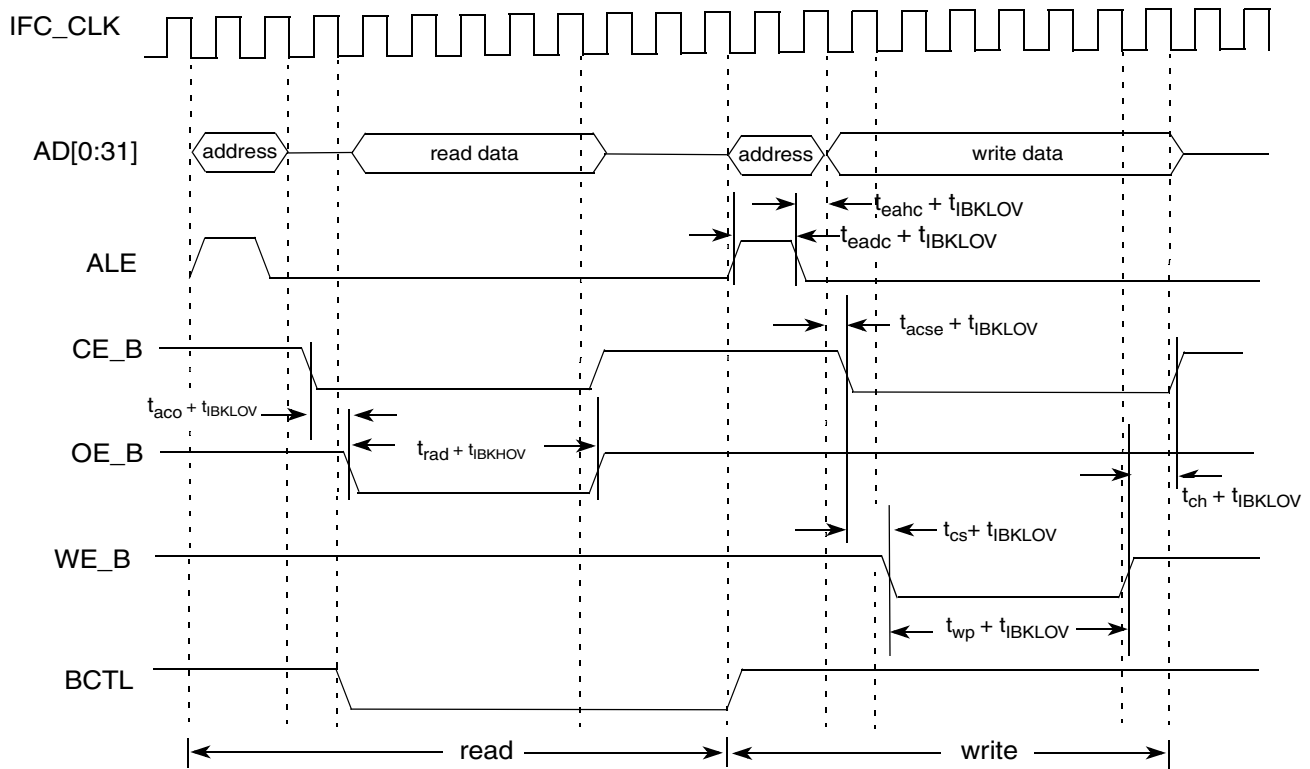 IFC_CLK
AD[0:31]
address
read data
address
write data
teahc + tIBKLOV
teadc + tIBKLOV
ALE
tacse + tIBKLOV
CE_B
taco + tIBKLOV
trad + tIBKHOV
OE_B
tch + tIBKLOV
tcs+ tIBKLOV
WE_B
twp + tIBKLOV
BCTL
read
write